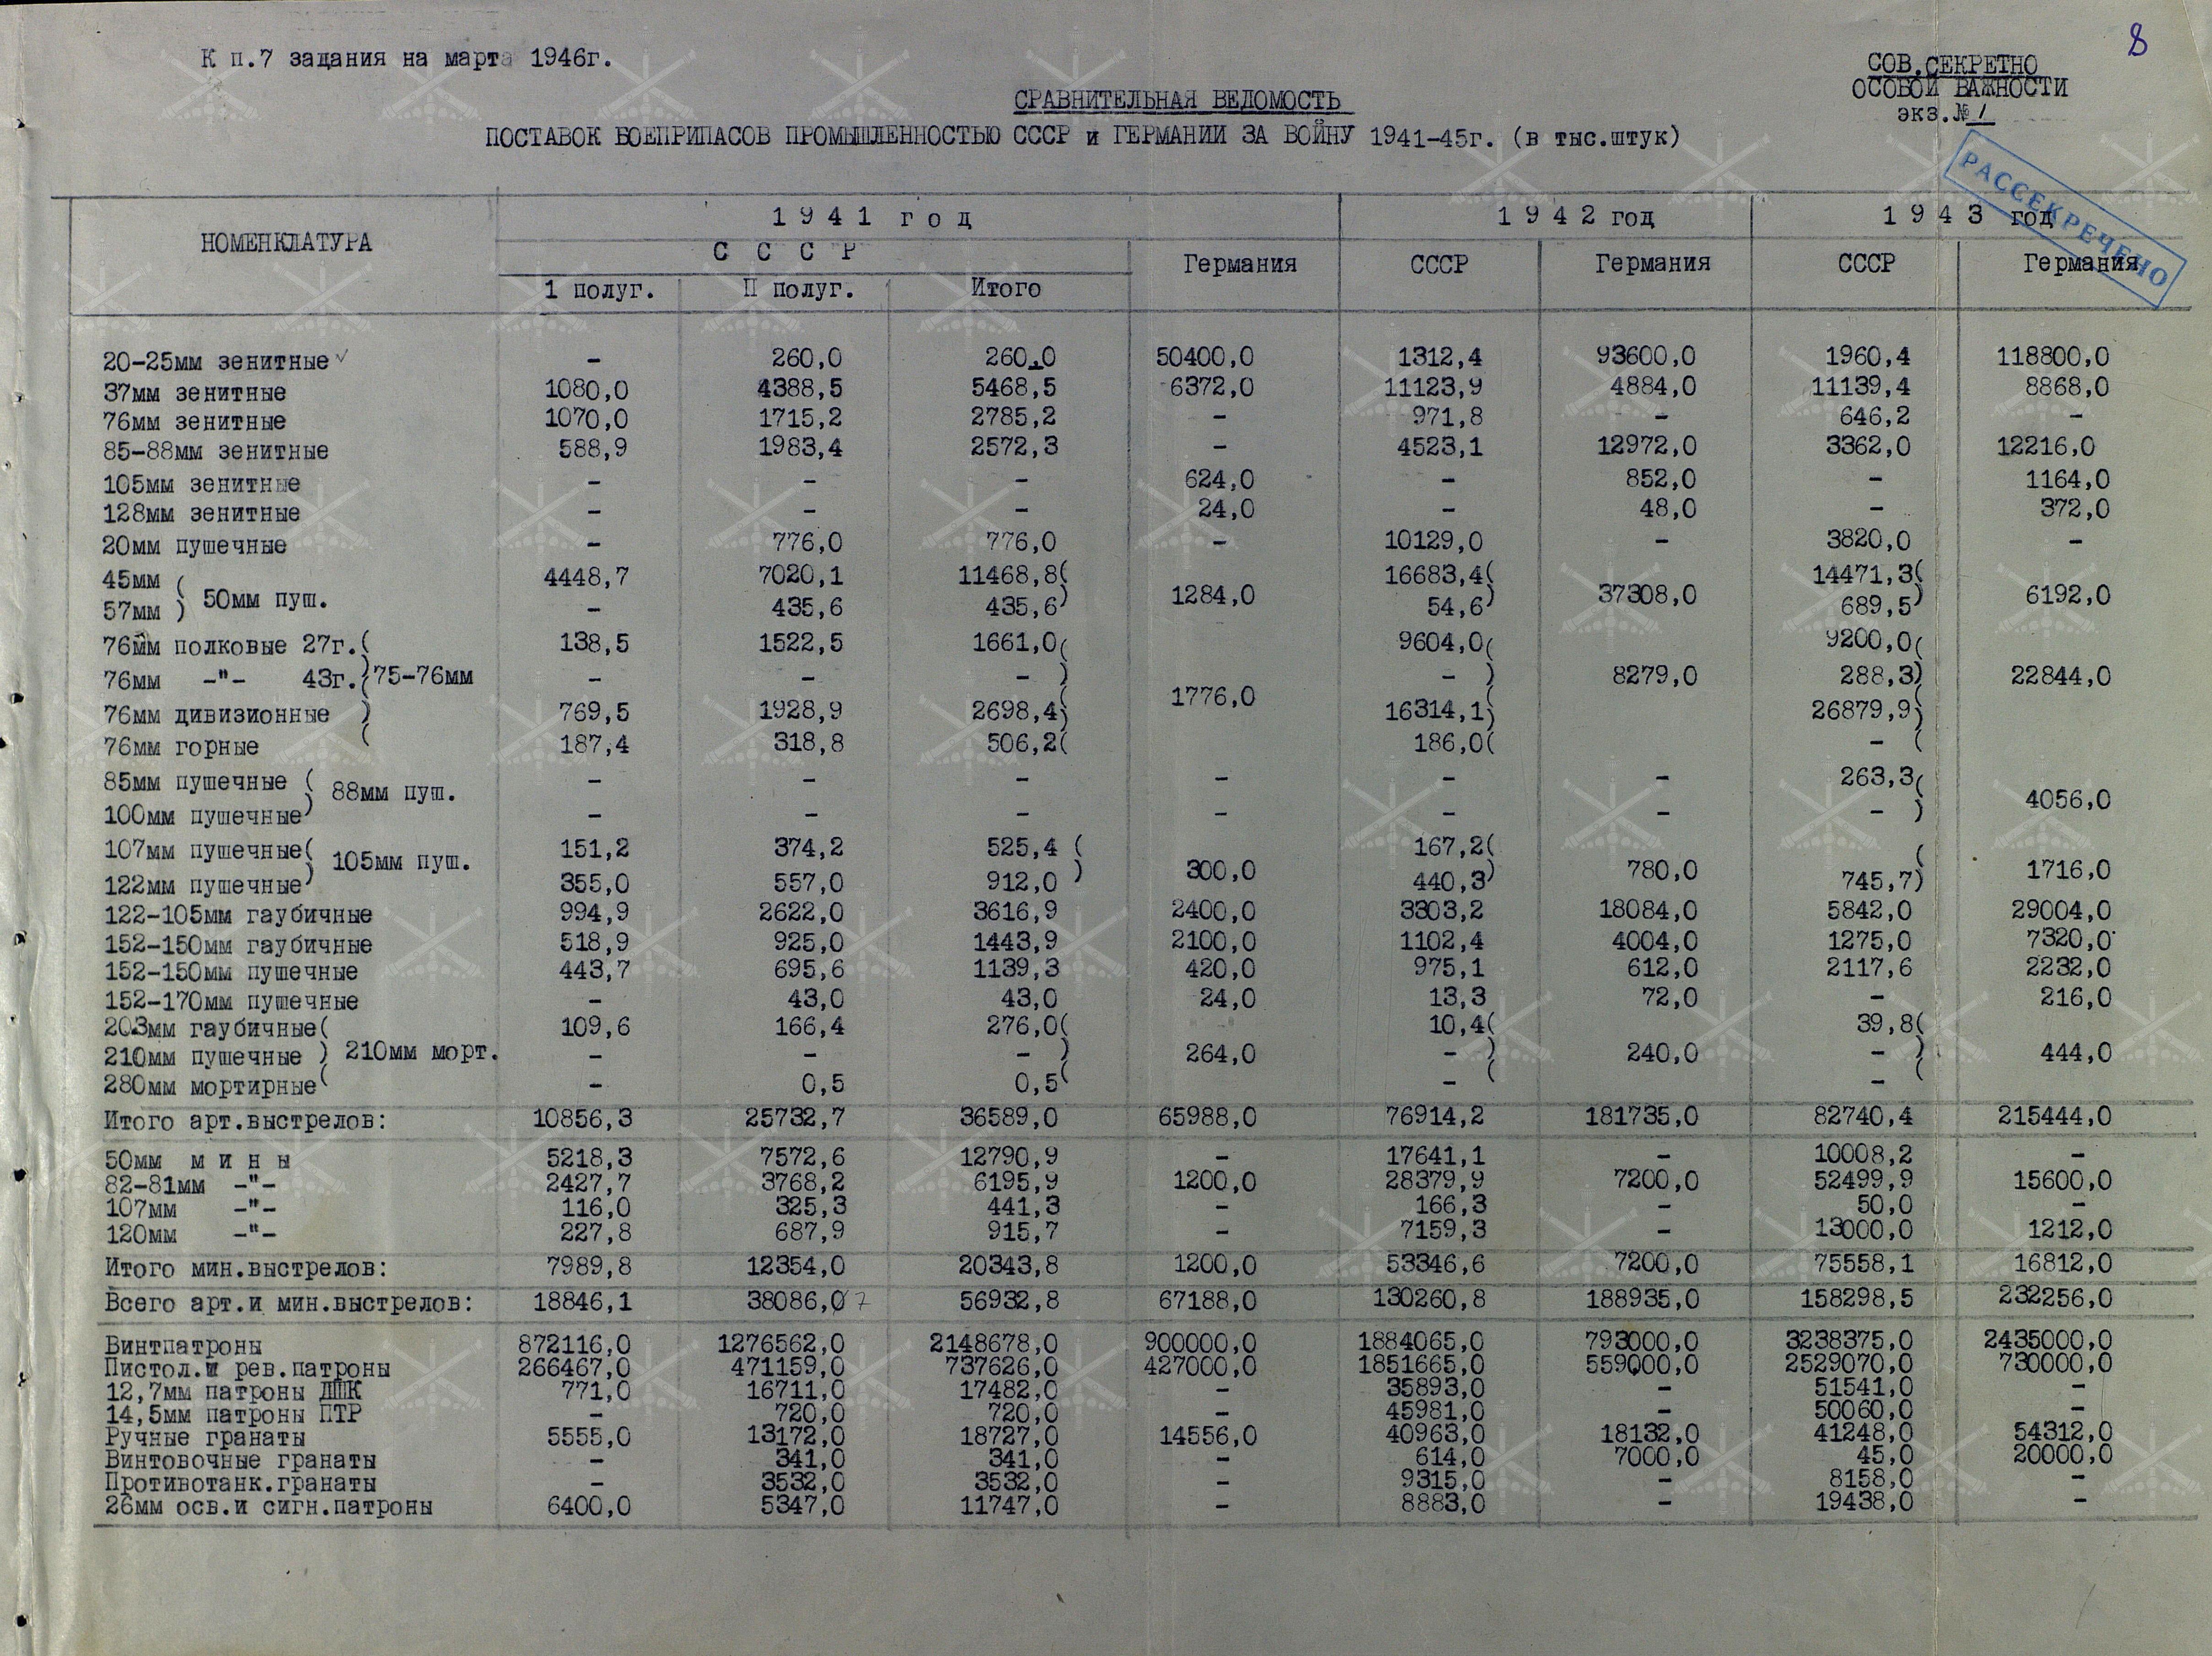 8
К п.7 задания на марта 1946г.
СОВ.СЕКРЕТНО
ОСОБОЙ ВАЖНОСТИ
экз.№ 1
СРАВНИТЕЛЬНАЯ ВЕДОМОСТЬ
ПОСТАВОК БОЕПРИПАСОВ ПРОМЫШЛЕННОСТЬЮ СССР и ГЕРМАНИИ ЗА ВОЙНУ 1941-45г. (в тыс.штук)
РАССЕКРЕЧЕНО
НОМЕНКЛАТУРА 1941 год 1942 год 1943 год
СССР Германия СССР Германия СССР Германия
1 полуг. II полуг. Итого
20-25мм зенитные - 260,0 260,0 50400,0 1312,4 93600,0 1960,4 118800,0
37мм зенитные 1080,0 4388,5 5468,5 6372,0 11123,9 4884,0 11139,4 8868,0
76мм зенитные 1070,0 1715,2 2785,2 - 971,8 - 646,2 -
85-88мм зенитные 588,9 1983,4 2572,3 - 4523,1 12972,0 3362,0 12216,0
105мм зенитные - - - 624,0 - 852,0 - 1164,0
128мм зенитные - - - 24,0 - 48,0 - 372,0
20мм пушечные - 776,0 776,0 - 10129,0 - 3820,0 -
45мм ( 4448,7 7020,1 11468,8( 16683,4( 14471,3(
50мм пуш. 1284,0 37308,0 6192,0
57мм ) - 435,6 435,6) 54,6) 689,5)
76мм полковые 27г.( 138,5 1522,5 1661,0( 9604,0( 9200,0(
76мм -"- 43г.)75-76мм - - - ) 1776,0 - ) 8279,0 288,3) 22844,0
76мм дивизионные ) 769,5 1928,9 2698,4) 16314,1) 26879,9)
76мм горные ( 187,4 318,8 506,2( 186,0( - (
85мм пушечные ( - - - - - - 263,3(
88мм пуш. 4056,0
100мм пушечные) - - - - - - - )
107мм пушечные( 151,2 374,2 525,4 ( 167,2( (
105мм пуш. 300,0 780,0 1716,0
122мм пушечные) 355,0 557,0 912,0 ) 440,3) 745,7)
122-105мм гаубичные 994,9 2622,0 3616,9 2400,0 3303,2 18084,0 5842,0 29004,0
152-150мм гаубичные 518,9 925,0 1443,9 2100,0 1102,4 4004,0 1275,0 7320,0
152-150мм пушечные 443,7 695,6 1139,3 420,0 975,1 612,0 2117,6 2232,0
152-170мм пушечные - 43,0 43,0 24,0 13,3 72,0 - 216,0
203мм гаубичные( 109,6 166,4 276,0( 10,4( 39,8(
210мм пушечные ) 210мм морт. - - - ) 264,0 - ) 240,0 - ) 444,0
280мм мортирные( - 0,5 0,5( - ( - (
Итого арт.выстрелов: 10856,3 25732,7 36589,0 65988,0 76914,2 181735,0 82740,4 215444,0
50мм мины 5218,3 7572,6 12790,9 - 17641,1 - 10008,2 -
82-81мм -"- 2427,7 3768,2 6195,9 1200,0 28379,9 7200,0 52499,9 15600,0
107мм -"- 116,0 325,3 441,3 - 166,3 - 50,0 -
120мм -"- 227,8 687,9 915,7 - 7159,3 - 13000,0 1212,0
Итого мин.выстрелов: 7989,8 12354,0 20343,8 1200,0 53346,6 7200,0 75558,1 16812,0
Всего арт.и мин.выстрелов: 18846,1 38086,0 7 56932,8 67188,0 130260,8 188935,0 158298,5 232256,0
Винтпатроны 872116,0 1276562,0 2148678,0 900000,0 1884065,0 793000,0 3238375,0 2435000,0
Пистол.и рев.патроны 266467,0 471159,0 737626,0 427000,0 1851665,0 559000,0 2529070,0 730000,0
12,7мм патроны ДШК 771,0 16711,0 17482,0 - 35893,0 - 51541,0 -
14,5мм патроны ПТР - 720,0 720,0 - 45981,0 - 50060,0 -
Ручные гранаты 5555,0 13172,0 18727,0 14556,0 40963,0 18132,0 41248,0 54312,0
Винтовочные гранаты - 341,0 341,0 - 614,0 7000,0 45,0 20000,0
Противотанк.гранаты - 3532,0 3532,0 - 9315,0 - 8158,0 -
26мм осв.и сигн.патроны 6400,0 5347,0 11747,0 - 8883,0 - 19438,0 -